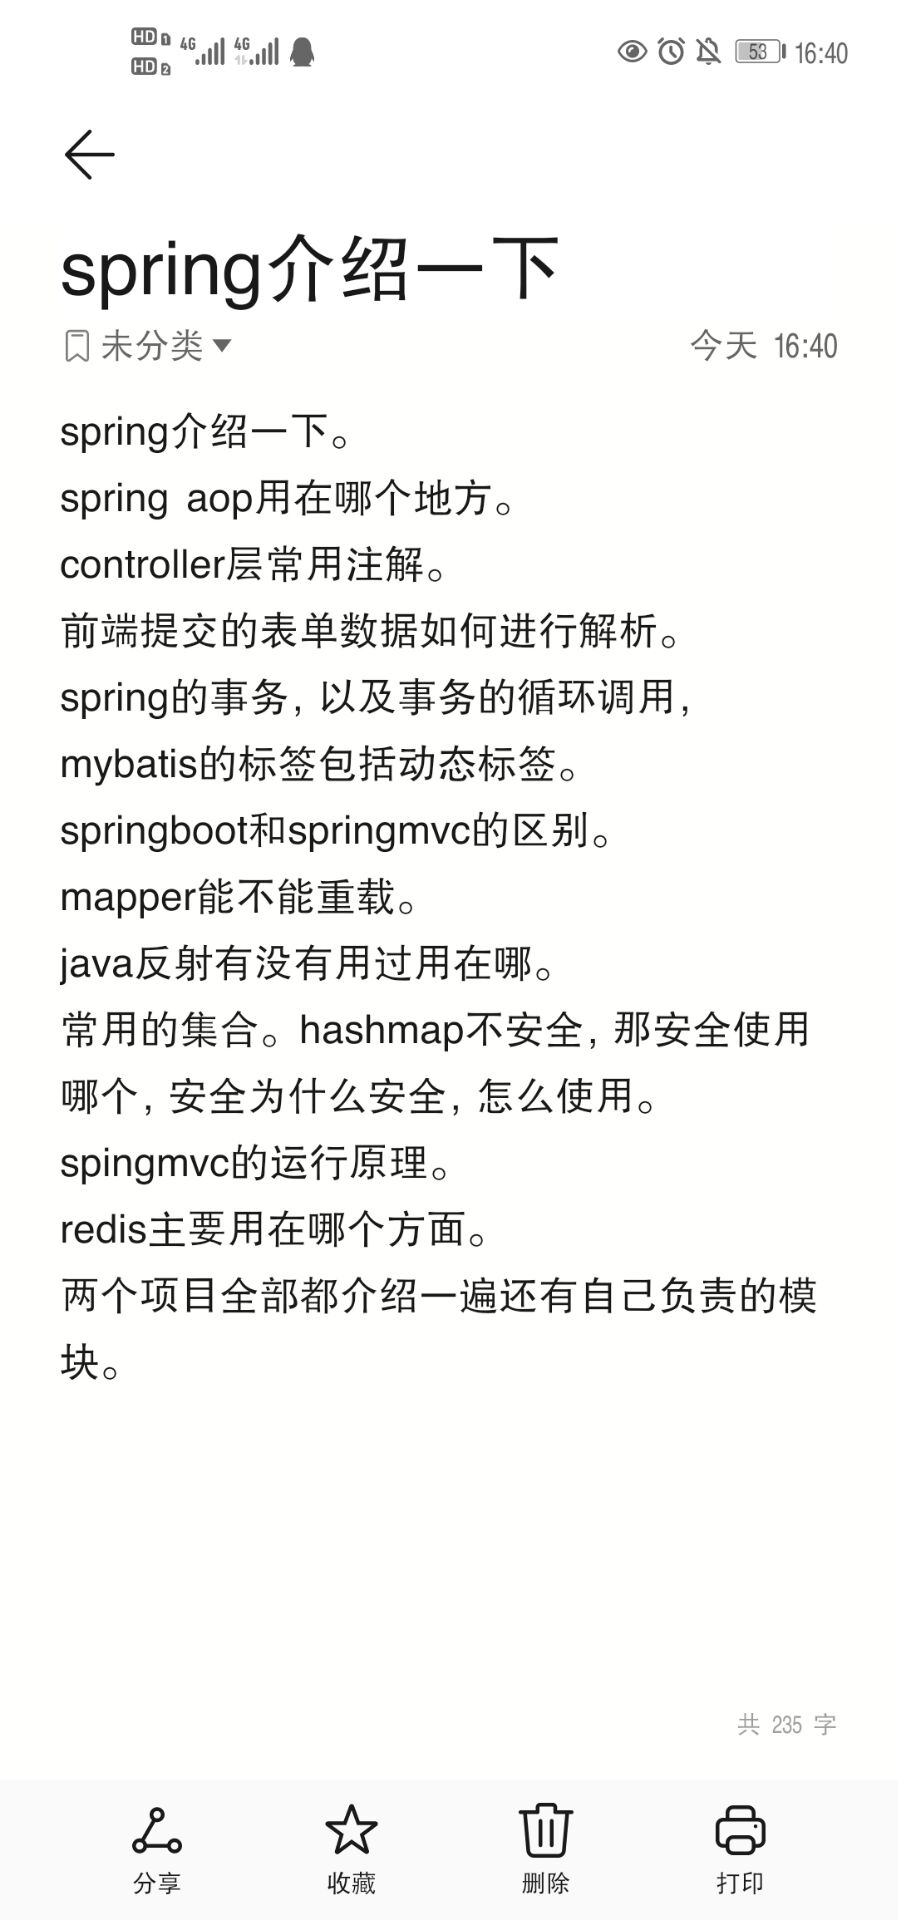 HD 1 4G 4G 53 16:40
HD 2
spring介绍一下
未分类 今天 16:40
spring介绍一下。
spring aop用在哪个地方。
controller层常用注解。
前端提交的表单数据如何进行解析。
spring的事务, 以及事务的循环调用,
mybatis的标签包括动态标签。
springboot和springmvc的区别。
mapper能不能重载。
java反射有没有用过用在哪。
常用的集合。hashmap不安全, 那安全使用
哪个, 安全为什么安全, 怎么使用。
spingmvc的运行原理。
redis主要用在哪个方面。
两个项目全部都介绍一遍还有自己负责的模
块。
共 235 字
分享 收藏 删除 打印